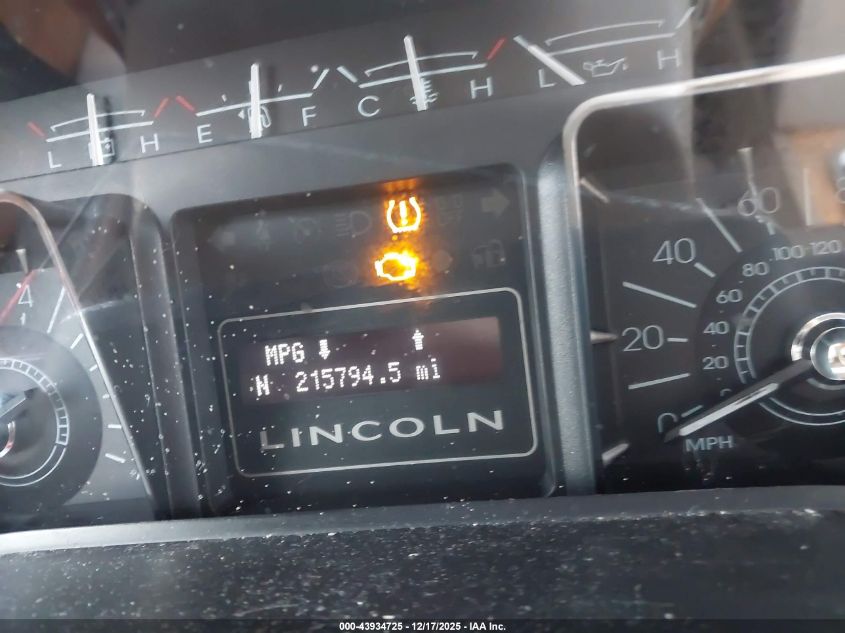 L H E F C H L H
4
40 60
20
0
MPH
20 40 60 80 100 120
MPG
N 215794.5 mi
LINCOLN
000-43934725 - 12/17/2025 - IAA Inc.